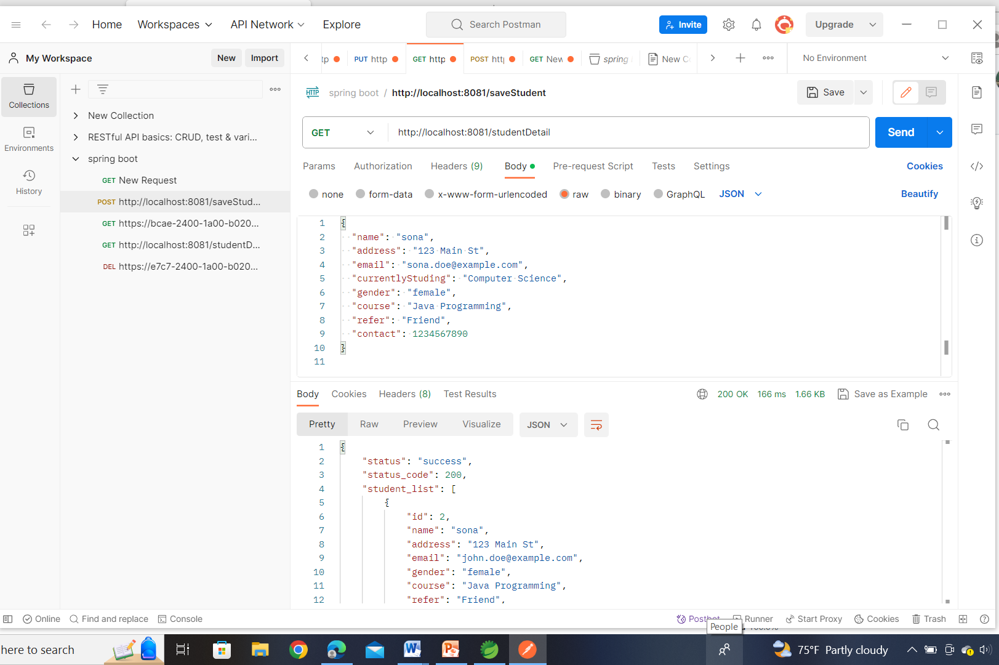 Home Workspaces API Network Explore Search Postman Invite Upgrade
My Workspace New Import PUT http GET http POST GET New spring New No Environment
Collections
Environments
History
New Collection
RESTful API basics: CRUD, test & vari...
spring boot
GET New Request
POST http://localhost:8081/saveStud...
GET https://bcae-2400-1a00-b020...
GET http://localhost:8081/studentD...
DEL https://e7c7-2400-1a00-b020...
HTTP spring boot / http://localhost:8081/saveStudent Save
GET http://localhost:8081/studentDetail Send
Params Authorization Headers (9) Body Pre-request Script Tests Settings Cookies
none form-data x-www-form-urlencoded raw binary GraphQL JSON Beautify
1 {
2 "name": "sona",
3 "address": "123 Main St",
4 "email": "sona.doe@example.com",
5 "currentlyStuding": "Computer Science",
6 "gender": "female",
7 "course": "Java Programming",
8 "refer": "Friend",
9 "contact": 1234567890
10 }
11
Body Cookies Headers (8) Test Results 200 OK 166 ms 1.66 KB Save as Example
Pretty Raw Preview Visualize JSON
1 {
2 "status": "success",
3 "status_code": 200,
4 "student_list": [
5 {
6 "id": 2,
7 "name": "sona",
8 "address": "123 Main St",
9 "email": "john.doe@example.com",
10 "gender": "female",
11 "course": "Java Programming",
12 "refer": "Friend",
Online Find and replace Console Postbot Runner Start Proxy Cookies Trash
People
here to search 75°F Partly cloudy